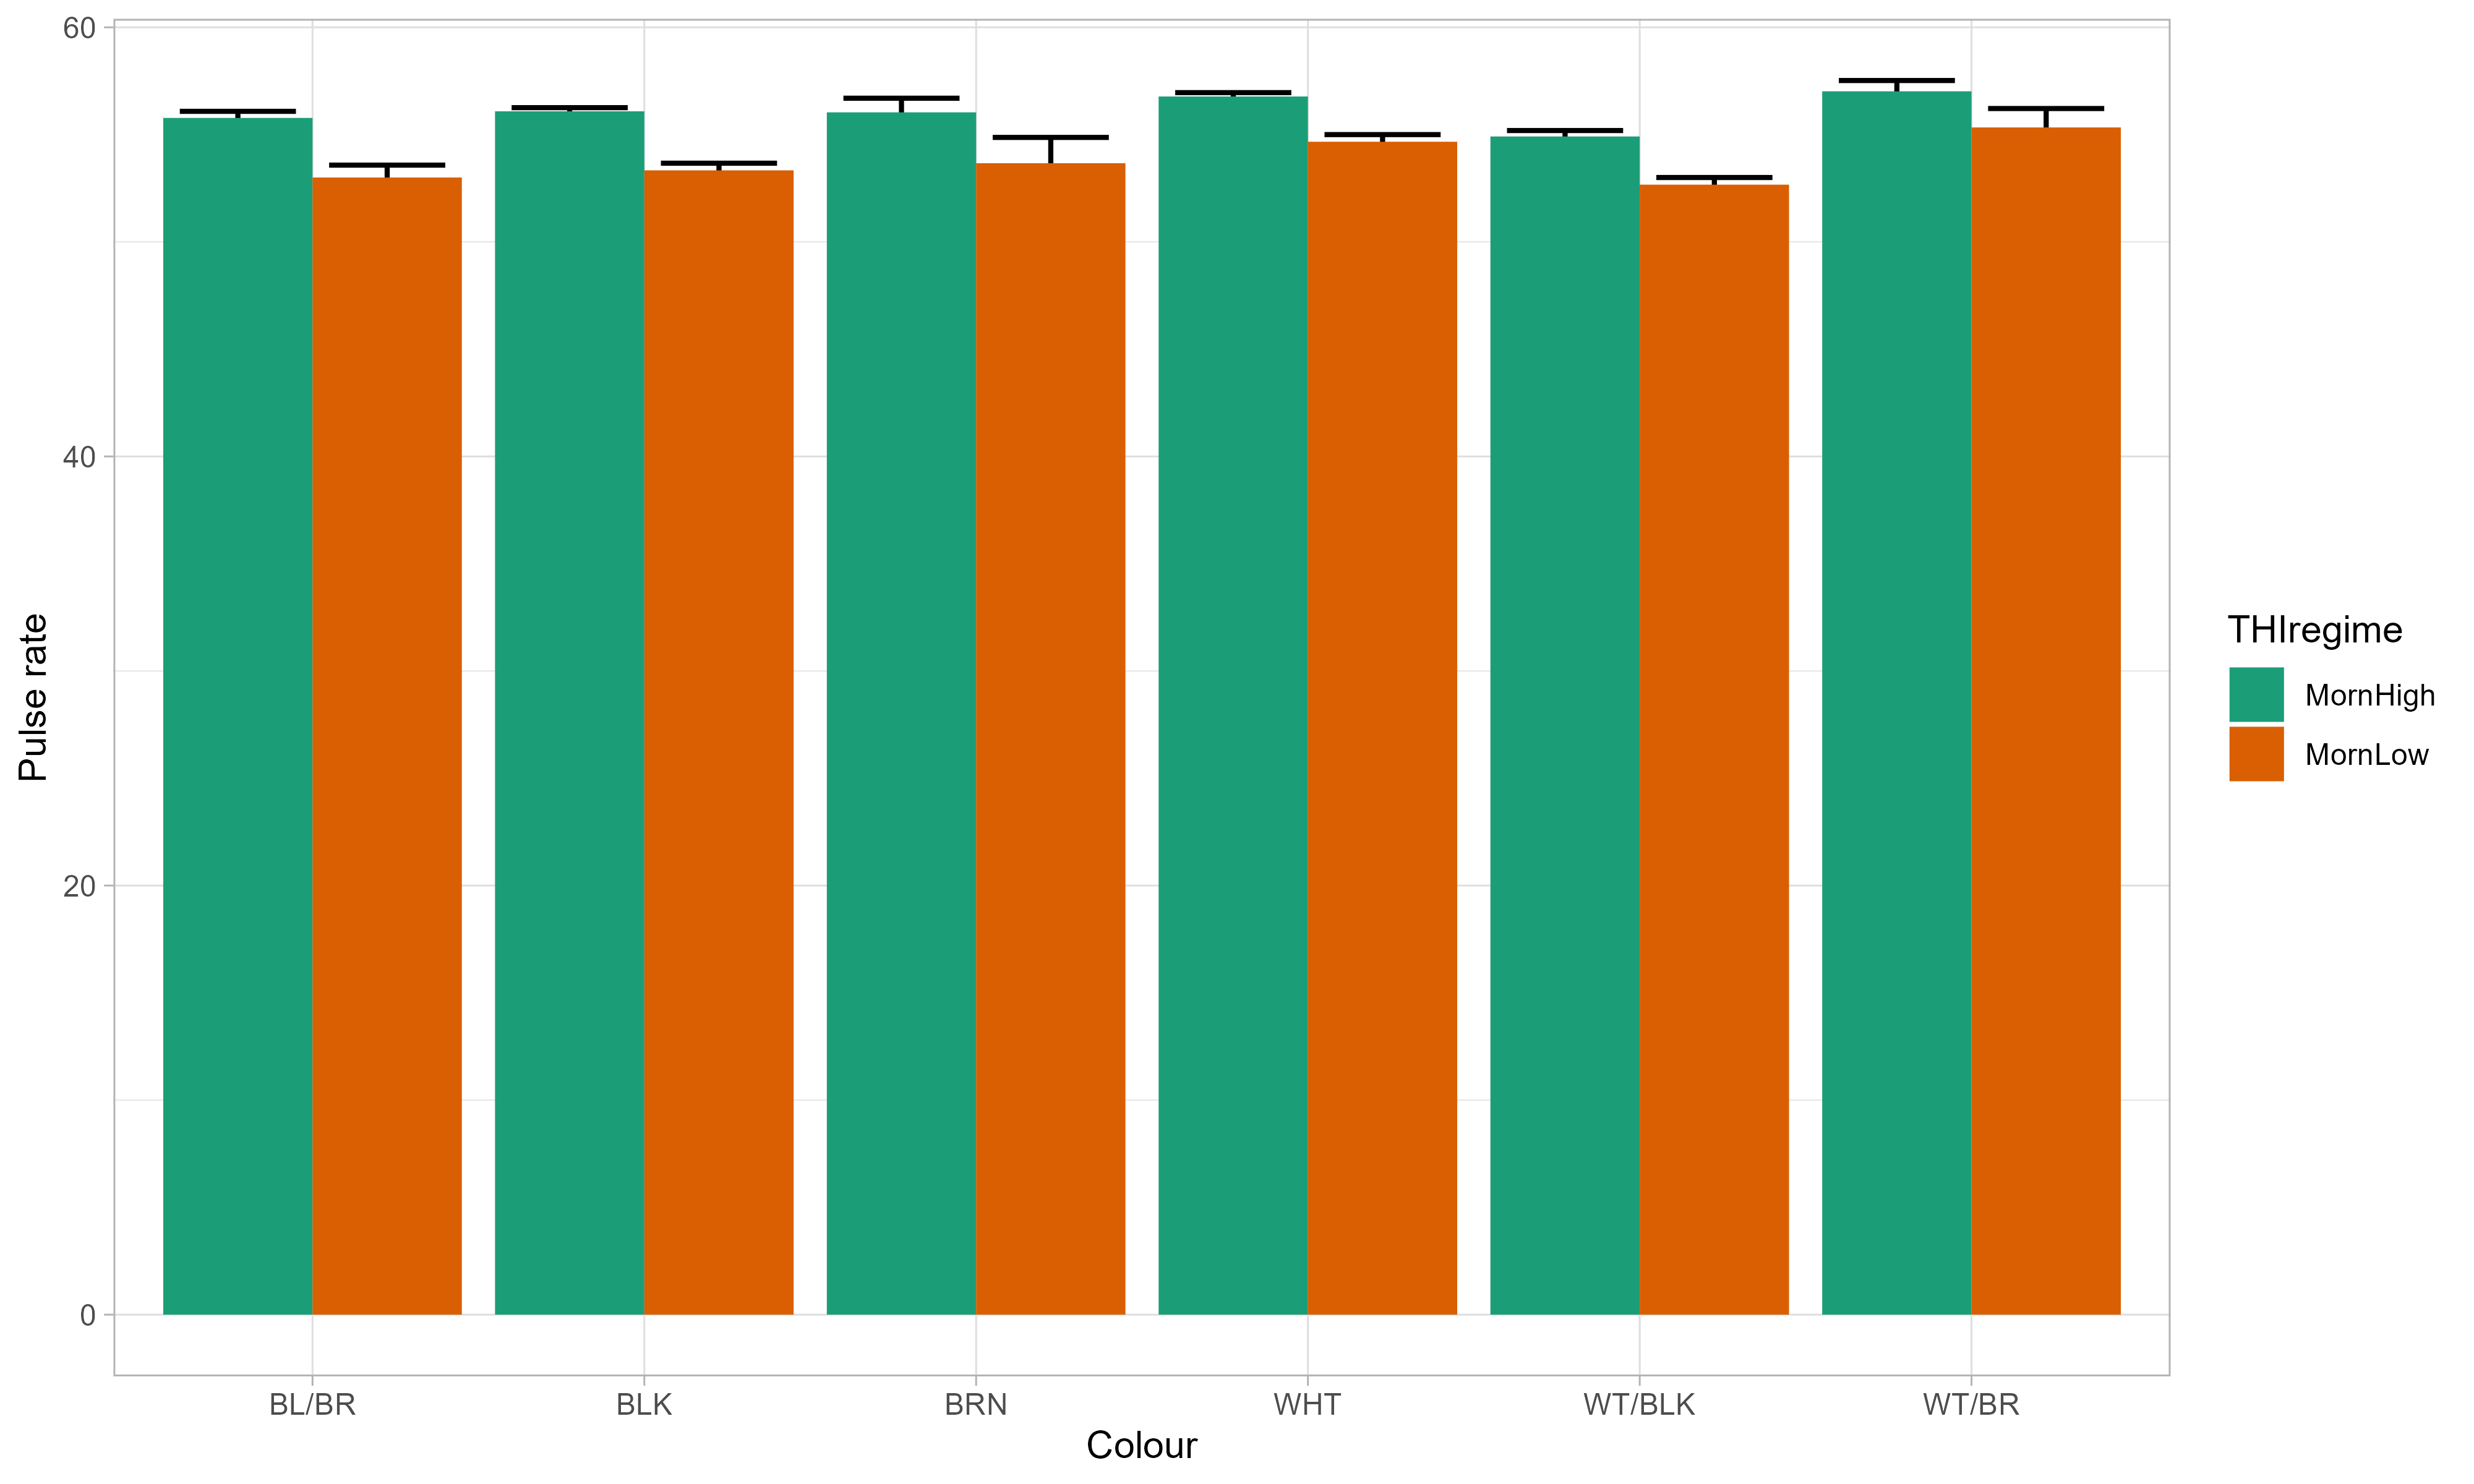 60
40
20
0
Pulse rate
BL/BR BLK BRN WHT WT/BLK WT/BR
Colour
THIregime
MornHigh
MornLow